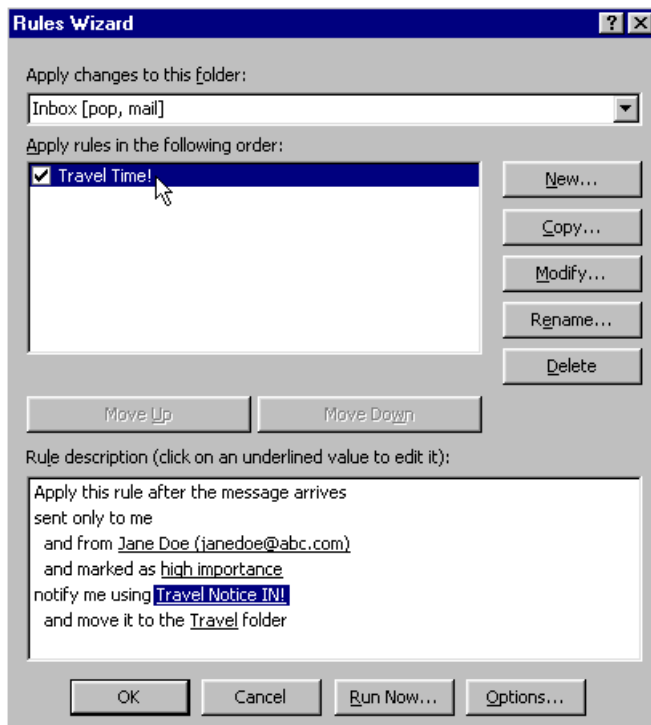 Rules Wizard
Apply changes to this folder:
Inbox [pop, mail]
Apply rules in the following order:
Travel Time!
New...
Copy...
Modify...
Rename...
Delete
Move Up
Move Down
Rule description (click on an underlined value to edit it):
Apply this rule after the message arrives
sent only to me
and from Jane Doe (janedoe@abc.com)
and marked as high importance
notify me using Travel Notice IN!
and move it to the Travel folder
OK
Cancel
Run Now...
Options...